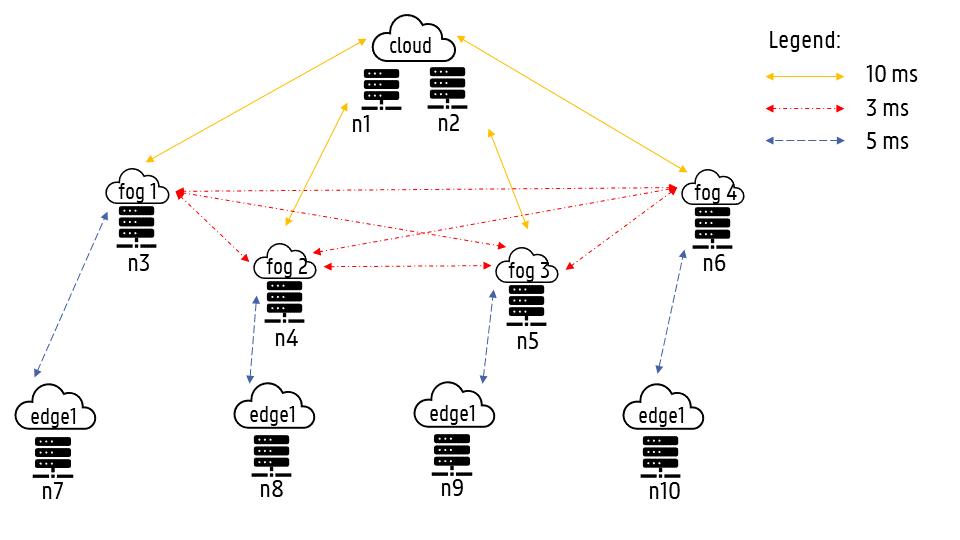 cloud
n1
n2
Legend:
10 ms
3 ms
5 ms
fog 1
n3
fog 2
n4
fog 3
n5
fog 4
n6
edge1
n7
edge1
n8
edge1
n9
edge1
n10